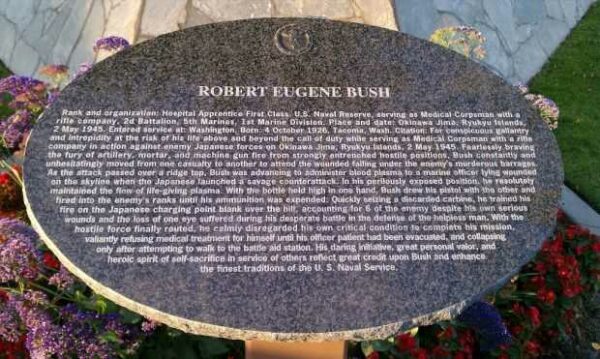 ROBERT EUGENE BUSH
Rank and organization: Hospital Apprentice First Class, U.S. Naval Reserve, serving as Medical Corpsman with a
rifle company, 2d Battalion, 5th Marines, 1st Marine Division. Place and date: Okinawa Jima, Ryukyu Islands,
2 May 1945. Entered service at: Washington. Born: 4 October 1926, Tacoma, Wash. Citation: For conspicuous gallantry
and intrepidity at the risk of his life above and beyond the call of duty while serving as Medical Corpsman with a rifle
company in action against enemy Japanese forces on Okinawa Jima, Ryukyu Islands, 2 May 1945. Fearlessly braving
the fury of artillery, mortar, and machine gun fire from strongly entrenched hostile positions, Bush constantly and
unhesitatingly moved from one casualty to another to attend the wounded falling under the enemy's murderous barrages.
As the attack passed over a ridge top, Bush was advancing to administer blood plasma to a marine officer lying wounded
on the skyline when the Japanese launched a savage counterattack. In his perilously exposed position, he resolutely
maintained the flow of life-giving plasma. With the bottle held high in one hand, Bush drew his pistol with the other and
fired into the enemy's ranks until his ammunition was expended. Quickly seizing a discarded carbine, he trained his
fire on the Japanese charging point blank over the hill, accounting for 6 of the enemy despite his own serious
wounds and the loss of one eye suffered during his desperate battle in the defense of the helpless man. With the
hostile force finally routed, he calmly disregarded his own critical condition to complete his mission,
valiantly refusing medical treatment for himself until his officer patient had been evacuated, and collapsing
only after attempting to walk to the battle aid station. His daring initiative, great personal valor, and
heroic spirit of self-sacrifice in service of others reflect great credit upon Bush and enhance
the finest traditions of the U. S. Naval Service.